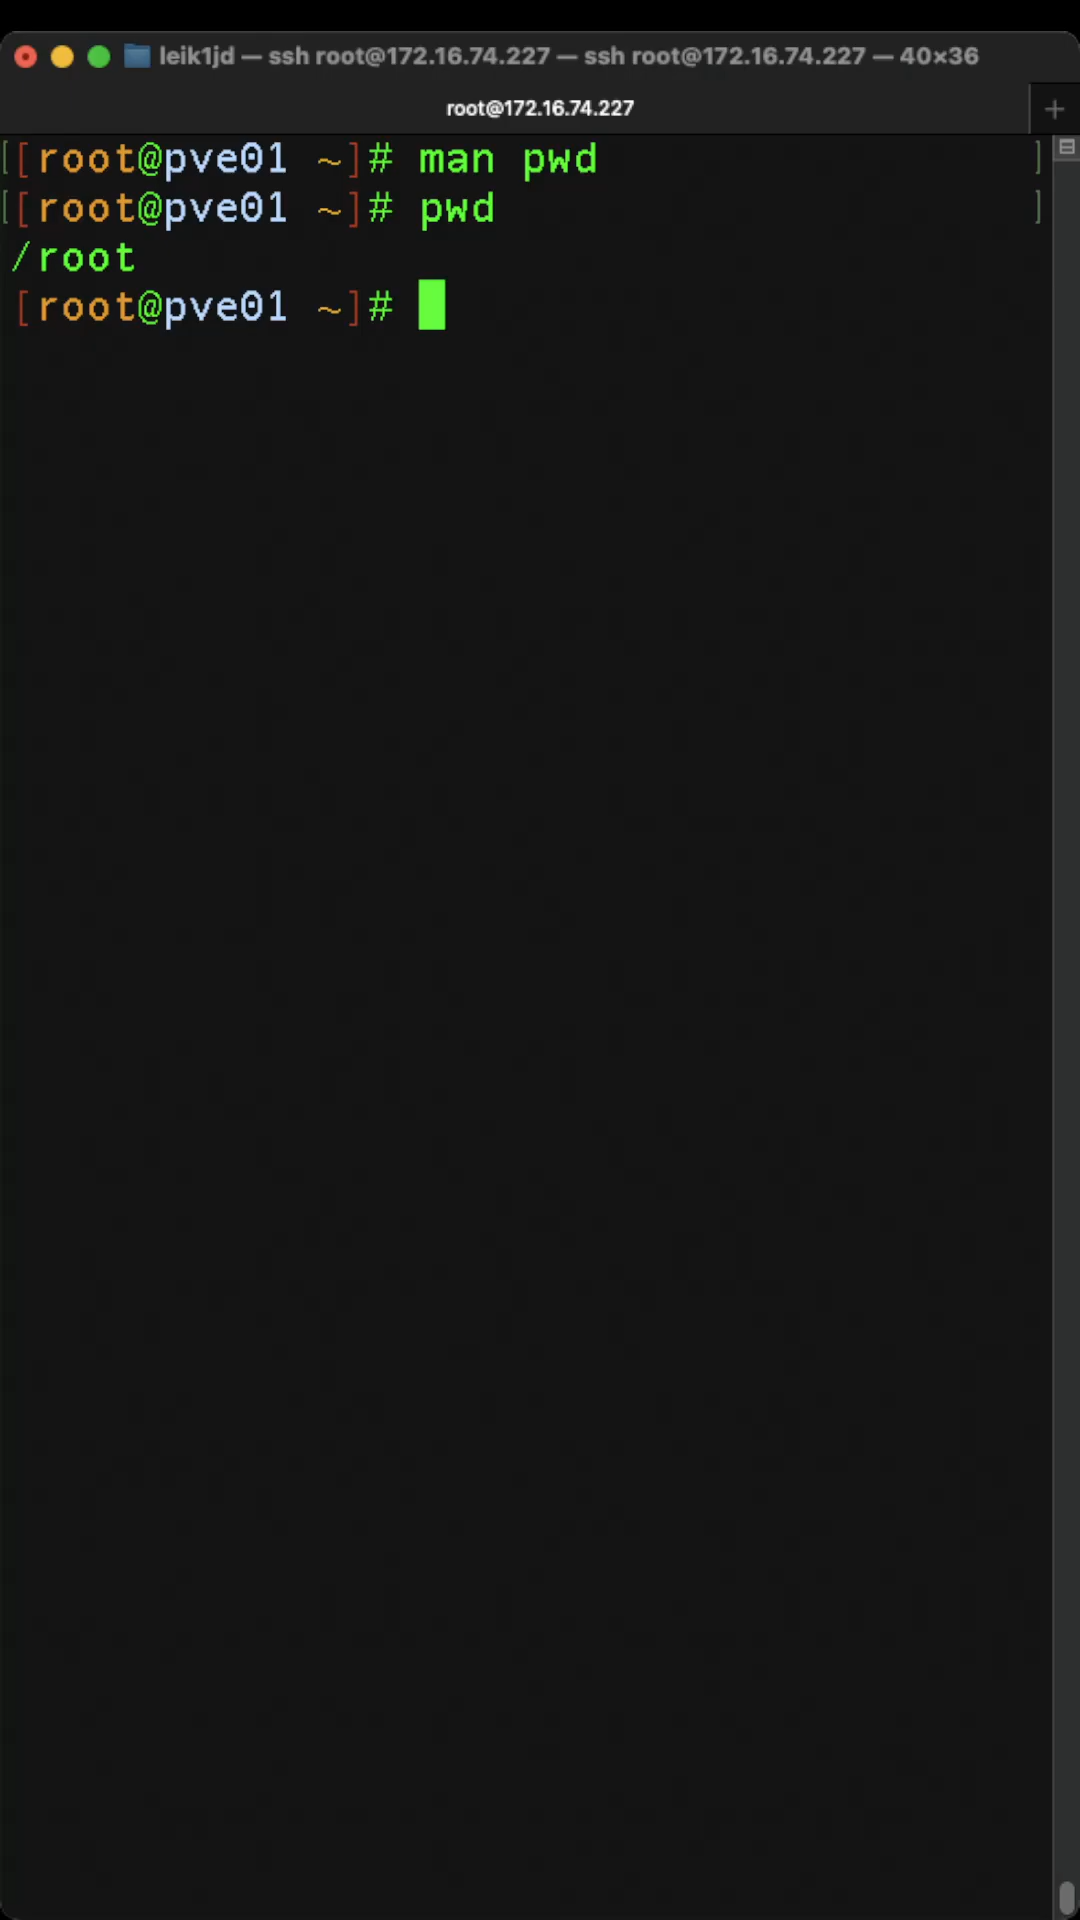 leik1jd — ssh root@172.16.74.227 — ssh root@172.16.74.227 — 40×36
root@172.16.74.227 +
[[root@pve01 ~]# man pwd ]
[[root@pve01 ~]# pwd ]
/root
[root@pve01 ~]#